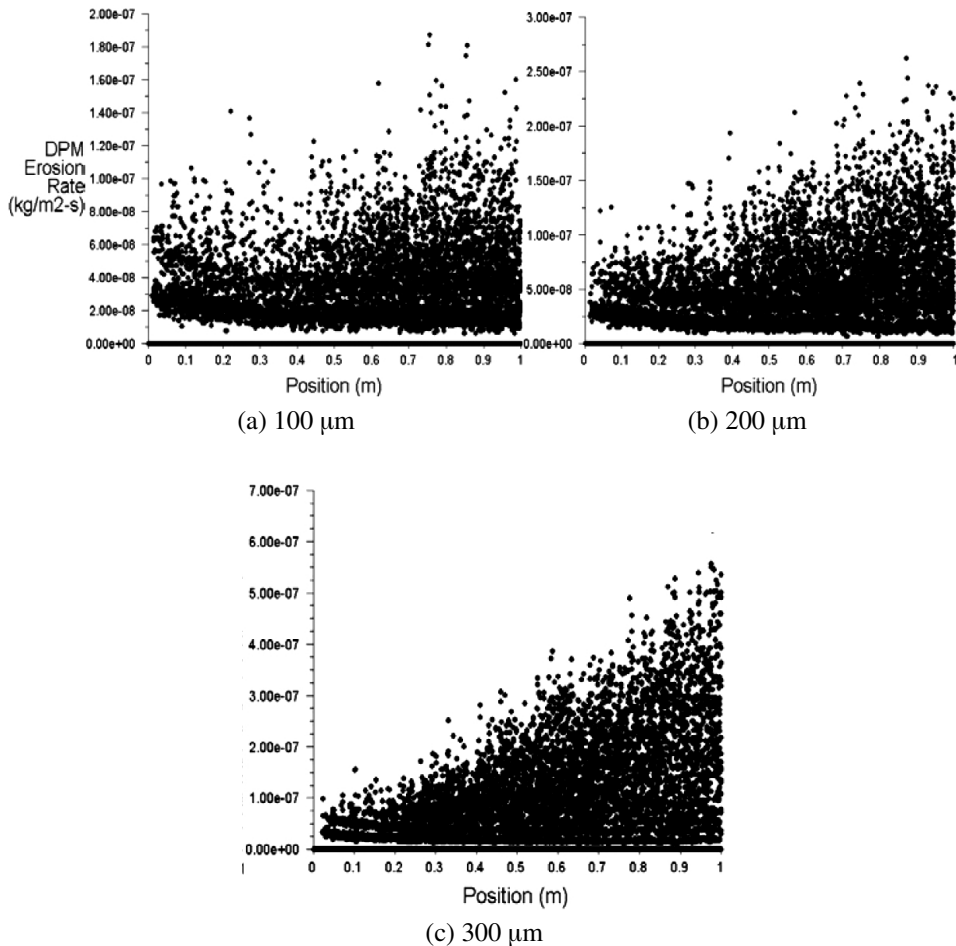 2.00e-07
1.80e-07
1.60e-07
1.40e-07
1.20e-07
1.00e-07
8.00e-08
6.00e-08
4.00e-08
2.00e-08
0.00e+00
DPM
Erosion
Rate
(kg/m2-s)
0 0.1 0.2 0.3 0.4 0.5 0.6 0.7 0.8 0.9 1
Position (m)
(a) 100 μm
3.00e-07
2.50e-07
2.00e-07
1.50e-07
1.00e-07
5.00e-08
0.00e+00
0 0.1 0.2 0.3 0.4 0.5 0.6 0.7 0.8 0.9 1
Position (m)
(b) 200 μm
7.00e-07
6.00e-07
5.00e-07
4.00e-07
3.00e-07
2.00e-07
1.00e-07
0.00e+00
0 0.1 0.2 0.3 0.4 0.5 0.6 0.7 0.8 0.9 1
Position (m)
(c) 300 μm